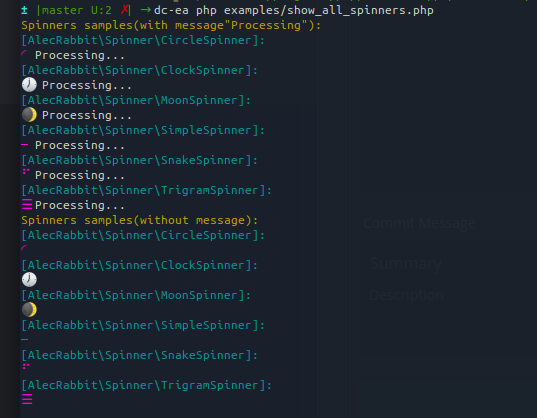 ± |master U:2 ✗| → dc-ea php examples/show_all_spinners.php
Spinners samples(with message"Processing"):
[AlecRabbit\Spinner\CircleSpinner]:
◜ Processing...
[AlecRabbit\Spinner\ClockSpinner]:
🕖 Processing...
[AlecRabbit\Spinner\MoonSpinner]:
🌒 Processing...
[AlecRabbit\Spinner\SimpleSpinner]:
─ Processing...
[AlecRabbit\Spinner\SnakeSpinner]:
⠋ Processing...
[AlecRabbit\Spinner\TrigramSpinner]:
☰ Processing...
Spinners samples(without message):
[AlecRabbit\Spinner\CircleSpinner]:
◜
[AlecRabbit\Spinner\ClockSpinner]:
🕖
[AlecRabbit\Spinner\MoonSpinner]:
🌒
[AlecRabbit\Spinner\SimpleSpinner]:
─
[AlecRabbit\Spinner\SnakeSpinner]:
⠋
[AlecRabbit\Spinner\TrigramSpinner]:
☰
Commit Message
Summary
Description